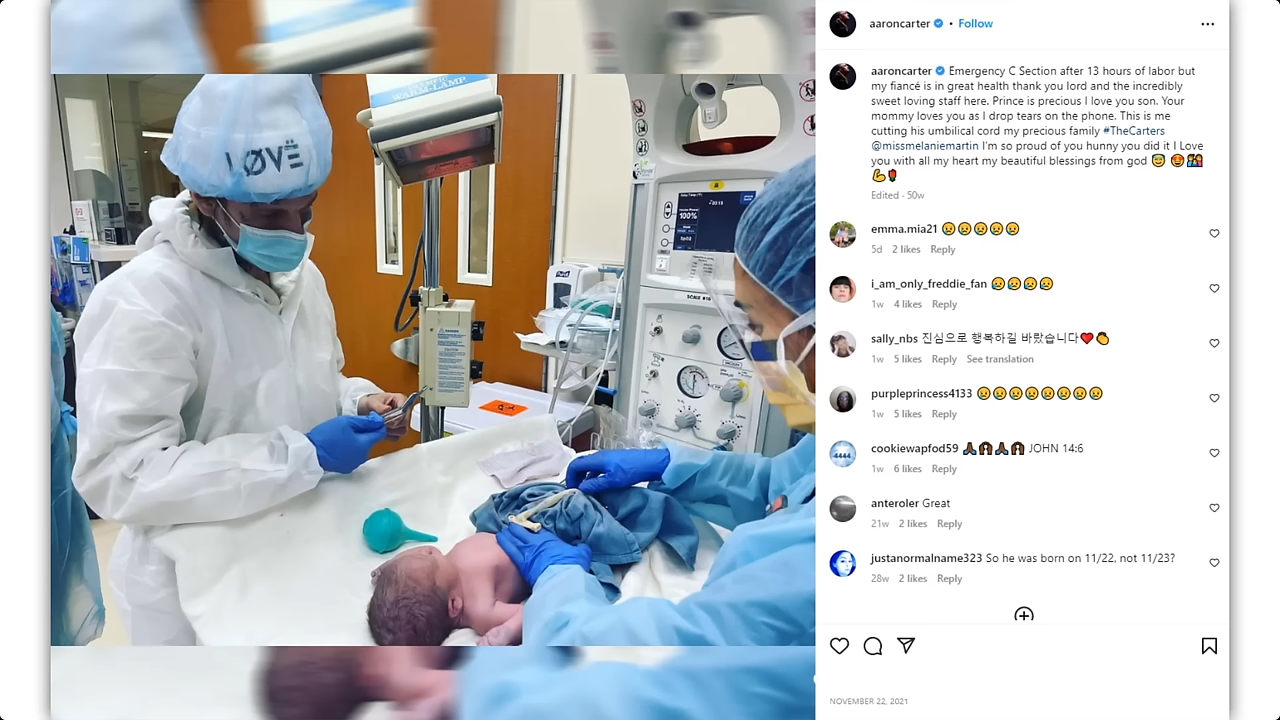 aaroncarter • Follow
aaroncarter Emergency C Section after 13 hours of labor but
my fiancé is in great health thank you lord and the incredibly
sweet loving staff here. Prince is precious I love you son. Your
mommy loves you as I drop tears on the phone. This is me
cutting his umbilical cord my precious family #TheCarters
@missmelaniemartin I'm so proud of you hunny you did it I Love
you with all my heart my beautiful blessings from god 😇 🥰 👨‍👩‍👦
💪🌹
Edited · 50w
emma.mia21 😢😢😢😢😢
5d 2 likes Reply
i_am_only_freddie_fan 😥😥😥😥
1w 4 likes Reply
sally_nbs 진심으로 행복하길 바랐습니다❤️👏
1w 5 likes Reply See translation
purpleprincess4133 😢😢😢😢😢😢😢😢
1w 5 likes Reply
cookiewapfod59 🙏🏾🙆🏾🙏🏾🙆🏾 JOHN 14:6
1w 6 likes Reply
anteroler Great
21w 2 likes Reply
justanormalname323 So he was born on 11/22, not 11/23?
28w 2 likes Reply
NOVEMBER 22, 2021
LØVE
WARM-LAMP
100%
SCALE #16
4444